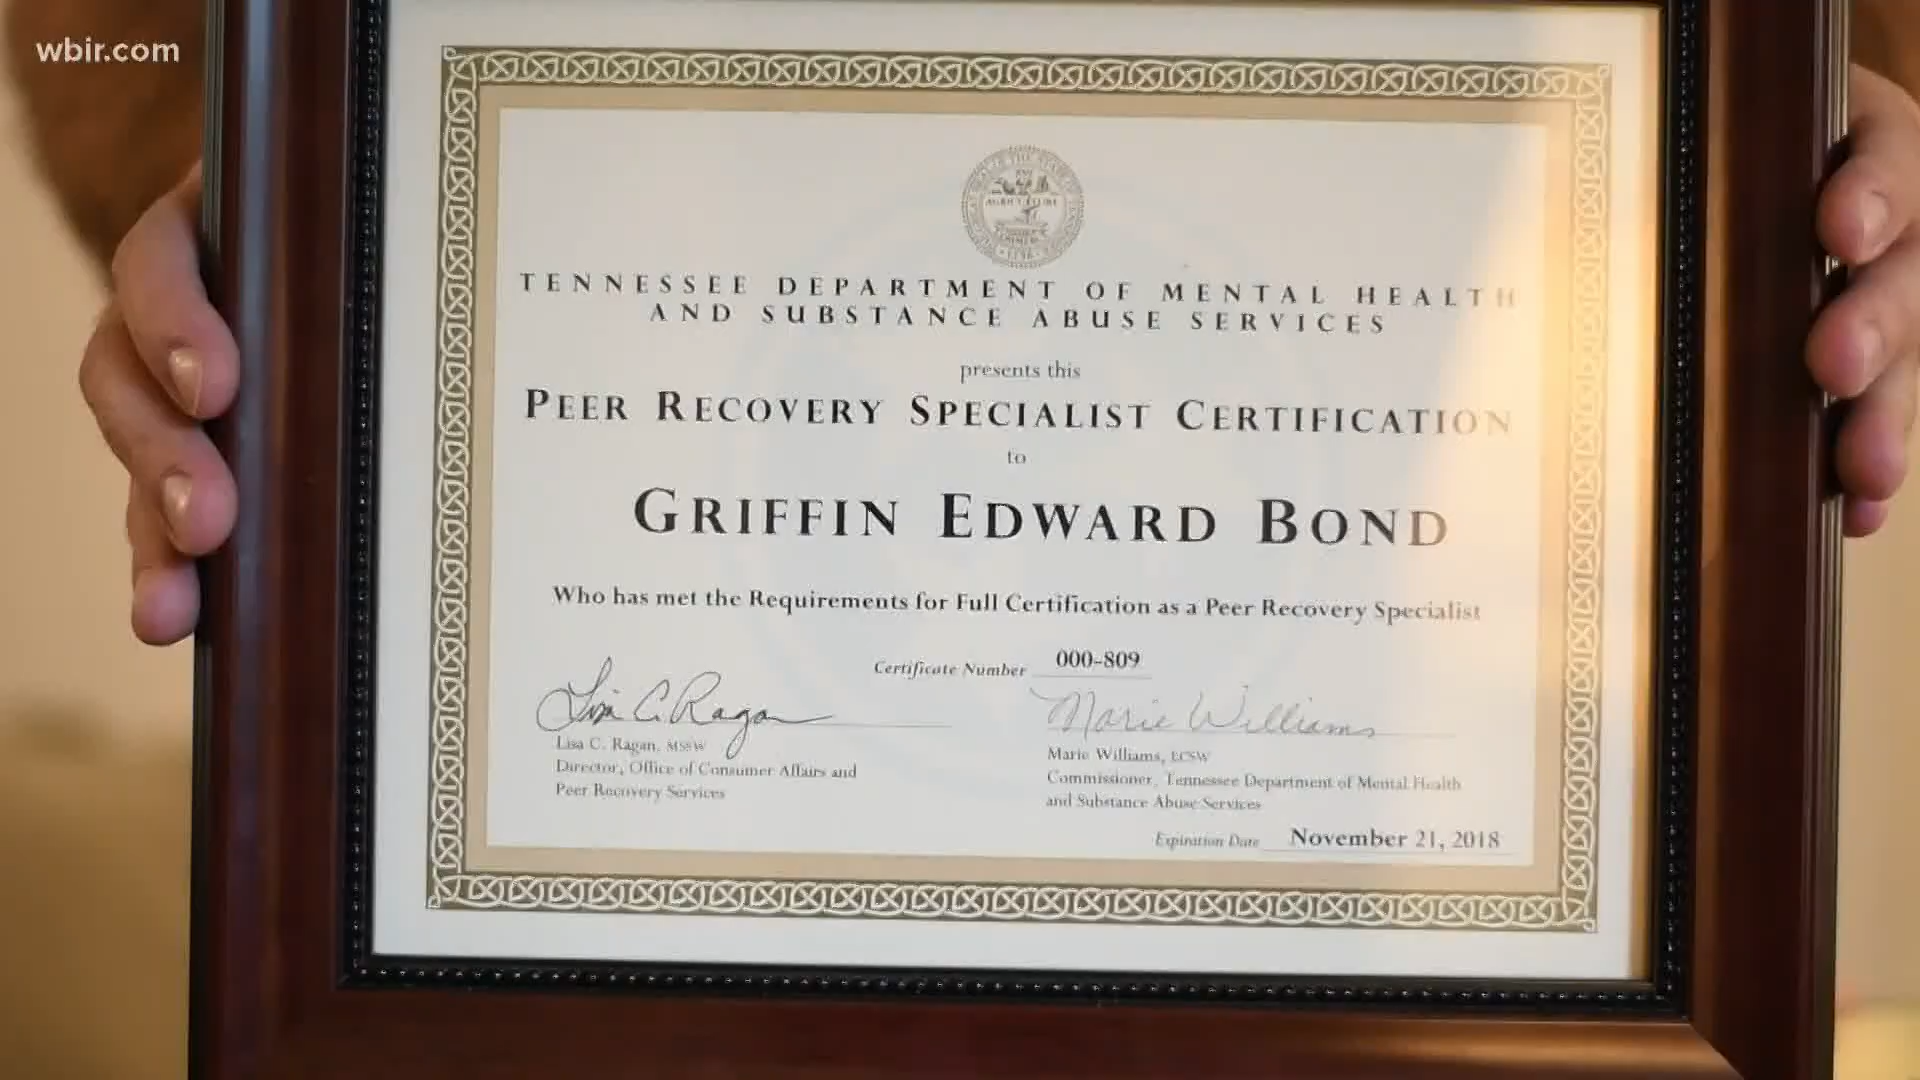 wbir.com
AGRICULTURE
TENNESSEE DEPARTMENT OF MENTAL HEALTH
AND SUBSTANCE ABUSE SERVICES
presents this
PEER RECOVERY SPECIALIST CERTIFICATION
to
GRIFFIN EDWARD BOND
Who has met the Requirements for Full Certification as a Peer Recovery Specialist
Certificate Number 000-809
Lisa C. Ragan
Marie Williams
Lisa C. Ragan, MSSW
Director, Office of Consumer Affairs and
Peer Recovery Services
Marie Williams, LCSW
Commissioner, Tennessee Department of Mental Health
and Substance Abuse Services
Expiration Date November 21, 2018